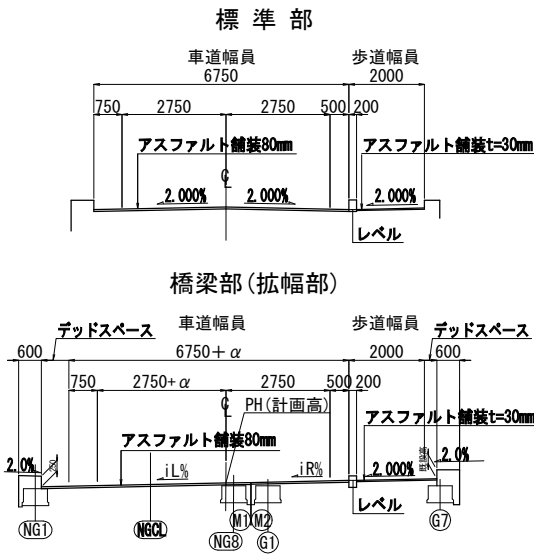 標準部
車道幅員 歩道幅員
6750 2000
750 2750 2750 500 200
アスファルト舗装80mm アスファルト舗装t=30mm
℄
2.000% 2.000% 2.000%
レベル
橋梁部(拡幅部)
デッドスペース 車道幅員 歩道幅員 デッドスペース
600 6750+α 2000 600
750 2750+α 2750 500 200
℄ PH(計画高)
アスファルト舗装80mm アスファルト舗装t=30mm
2.0% iL% iR% 2.000% 2.0%
レベル
NG1 NGCL NG8 M1 M2 G1 G7